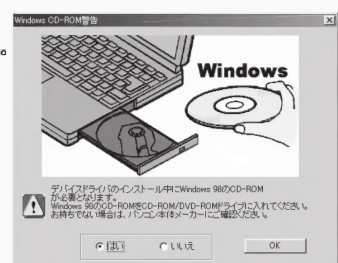 Windows CD-ROM警告
Windows
デバイスドライバのインストール中にWindows 98のCD-ROM
が必要となります。
Windows 98のCD-ROMをCD-ROM/DVD-ROMドライブに入れてください。
お持ちでない場合は、パソコン本体メーカーにご確認ください。
はい
いいえ
OK